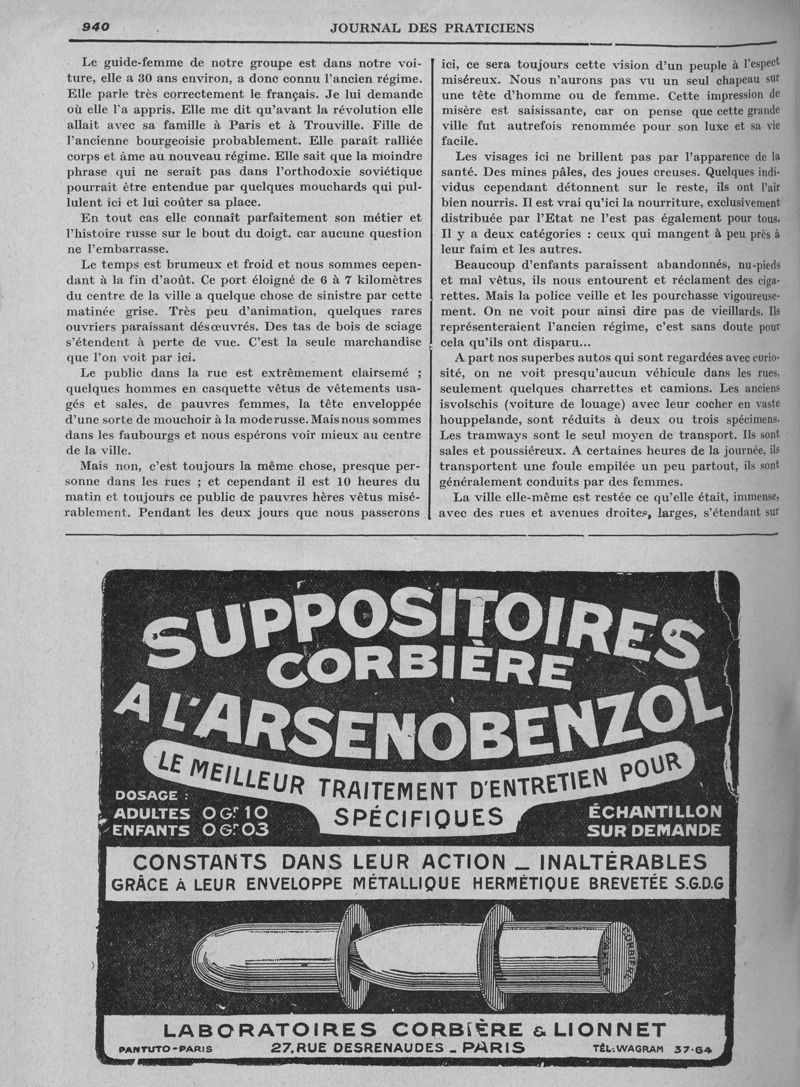 940
JOURNAL DES PRATICIENS
Le guide-femme de notre groupe est dans notre voi-
ture, elle a 30 ans environ, a donc connu l'ancien régime.
Elle parle très correctement le français. Je lui demande
où elle l'a appris. Elle me dit qu'avant la révolution elle
allait avec sa famille à Paris et à Trouville. Fille de
l'ancienne bourgeoisie probablement. Elle paraît ralliée
corps et âme au nouveau régime. Elle sait que la moindre
phrase qui ne serait pas dans l'orthodoxie soviétique
pourrait être entendue par quelques mouchards qui pul-
lulent ici et lui coûter sa place.
En tout cas elle connaît parfaitement son métier et
l'histoire russe sur le bout du doigt. car aucune question
ne l'embarrasse.
Le temps est brumeux et froid et nous sommes cepen-
dant à la fin d'août. Ce port éloigné de 6 à 7 kilomètres
du centre de la ville a quelque chose de sinistre par cette
matinée grise. Très peu d'animation, quelques rares
ouvriers paraissant désœuvrés. Des tas de bois de sciage
s'étendent à perte de vue. C'est la seule marchandise
que l'on voit par ici.
Le public dans la rue est extrêmement clairsemé ;
quelques hommes en casquette vêtus de vêtements usa-
gés et sales, de pauvres femmes, la tête enveloppée
d'une sorte de mouchoir à la mode russe. Mais nous sommes
dans les faubourgs et nous espérons voir mieux au centre
de la ville.
Mais non, c'est toujours la même chose, presque per-
sonne dans les rues ; et cependant il est 10 heures du
matin et toujours ce public de pauvres hères vêtus misé-
rablement. Pendant les deux jours que nous passerons
ici, ce sera toujours cette vision d'un peuple à l'espect
miséreux. Nous n'aurons pas vu un seul chapeau sur
une tête d'homme ou de femme. Cette impression de
misère est saisissante, car on pense que cette grande
ville fut autrefois renommée pour son luxe et sa vie
facile.
Les visages ici ne brillent pas par l'apparence de la
santé. Des mines pâles, des joues creuses. Quelques indi-
vidus cependant détonnent sur le reste, ils ont l'air
bien nourris. Il est vrai qu'ici la nourriture, exclusivement
distribuée par l'Etat ne l'est pas également pour tous.
Il y a deux catégories : ceux qui mangent à peu près à
leur faim et les autres.
Beaucoup d'enfants paraissent abandonnés, nu-pieds
et mal vêtus, ils nous entourent et réclament des ciga-
rettes. Mais la police veille et les pourchasse vigoureuse-
ment. On ne voit pour ainsi dire pas de vieillards. Ils
représenteraient l'ancien régime, c'est sans doute pour
cela qu'ils ont disparu...
A part nos superbes autos qui sont regardées avec curio-
sité, on ne voit presqu'aucun véhicule dans les rues,
seulement quelques charrettes et camions. Les anciens
isvolschis (voiture de louage) avec leur cocher en vaste
houppelande, sont réduits à deux ou trois spécimens.
Les tramways sont le seul moyen de transport. Ils sont
sales et poussiéreux. A certaines heures de la journée, ils
transportent une foule empilée un peu partout, ils sont
généralement conduits par des femmes.
La ville elle-même est restée ce qu'elle était, immense,
avec des rues et avenues droites, larges, s'étendant sur
SUPPOSITOIRES
CORBIÈRE
A L'ARSENOBENZOL
LE MEILLEUR TRAITEMENT D'ENTRETIEN POUR
SPÉCIFIQUES
DOSAGE :
ADULTES 0 Gr 10
ENFANTS 0 Gr 03
ÉCHANTILLON
SUR DEMANDE
CONSTANTS DANS LEUR ACTION _ INALTÉRABLES
GRÂCE A LEUR ENVELOPPE MÉTALLIQUE HERMÉTIQUE BREVETÉE S.G.D.G
CORBIÈRE
PARIS
LABORATOIRES CORBIÈRE & LIONNET
PANTUTO-PARIS
27, RUE DESRENAUDES _ PARIS
TÉL: WAGRAM 37-64